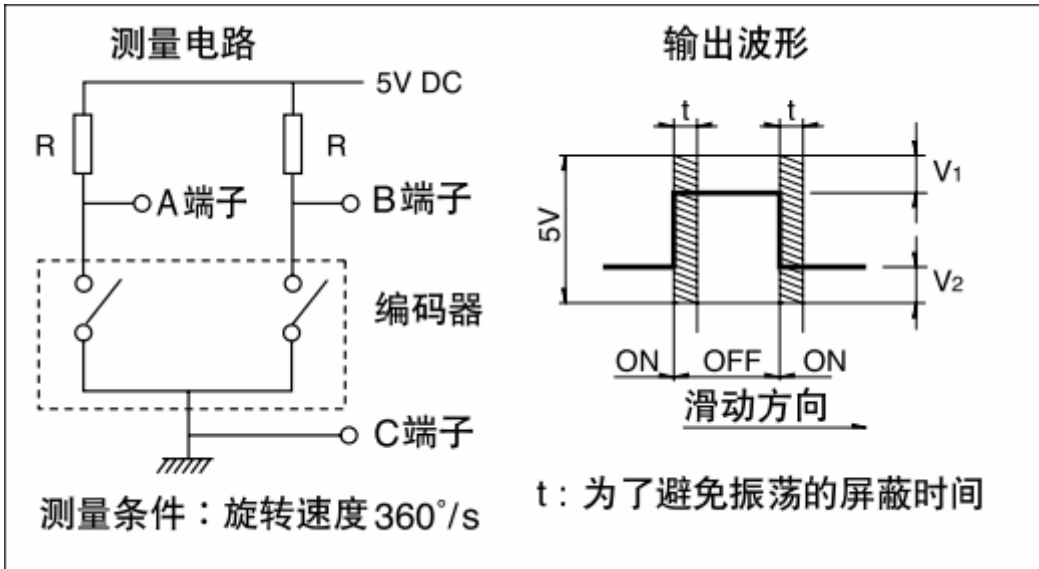 测量电路
5V DC
R
R
A端子
B端子
编码器
C端子
测量条件：旋转速度360°/s
输出波形
t
t
V1
5V
V2
ON
OFF
ON
滑动方向
t：为了避免振荡的屏蔽时间